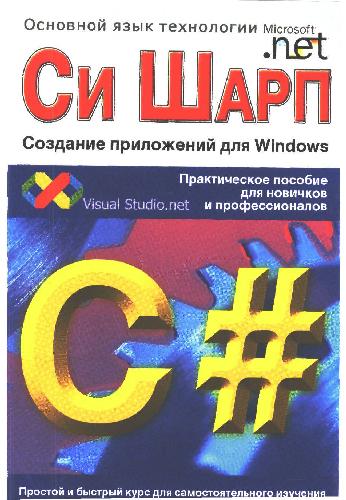 Основной язык технологии Microsoft
.net
Си Шарп
Создание приложений для Windows
Практическое пособие
для новичков
и профессионалов
Visual Studio.net
C#
Простой и быстрый курс для самостоятельного изучения